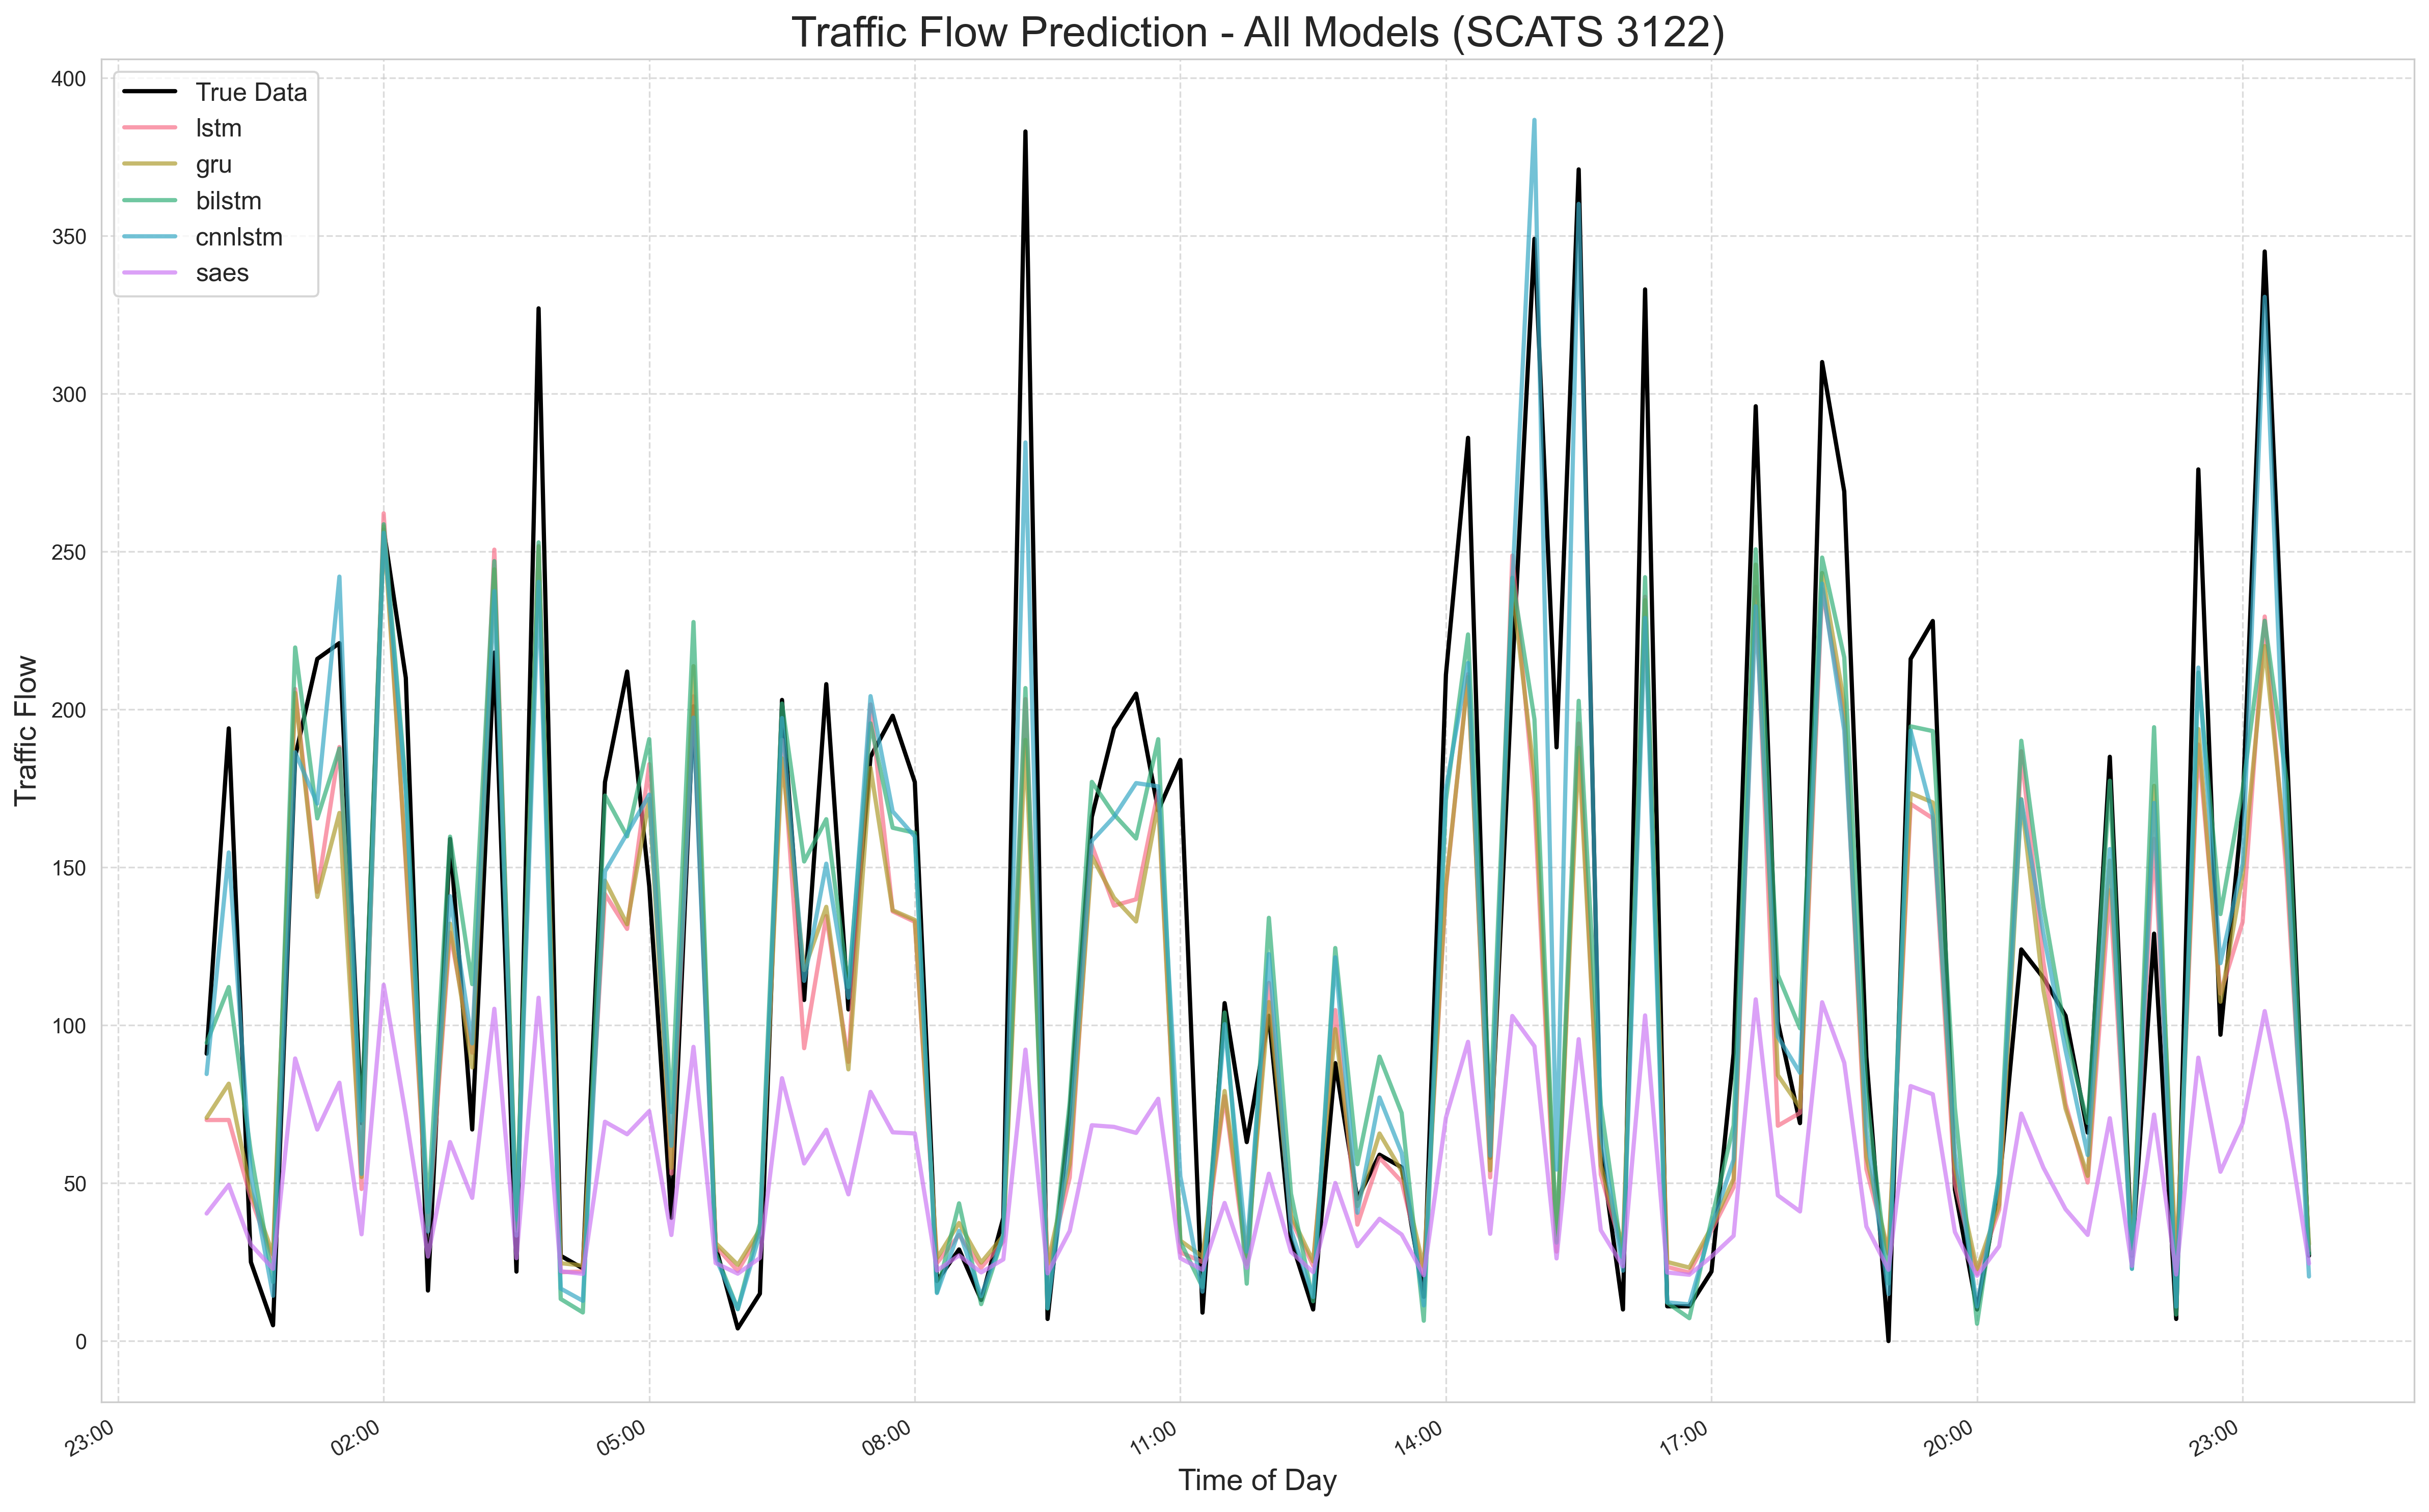 Traffic Flow Prediction - All Models (SCATS 3122)
True Data
lstm
gru
bilstm
cnnlstm
saes
Traffic Flow
400
350
300
250
200
150
100
50
0
23:00
02:00
05:00
08:00
11:00
14:00
17:00
20:00
23:00
Time of Day